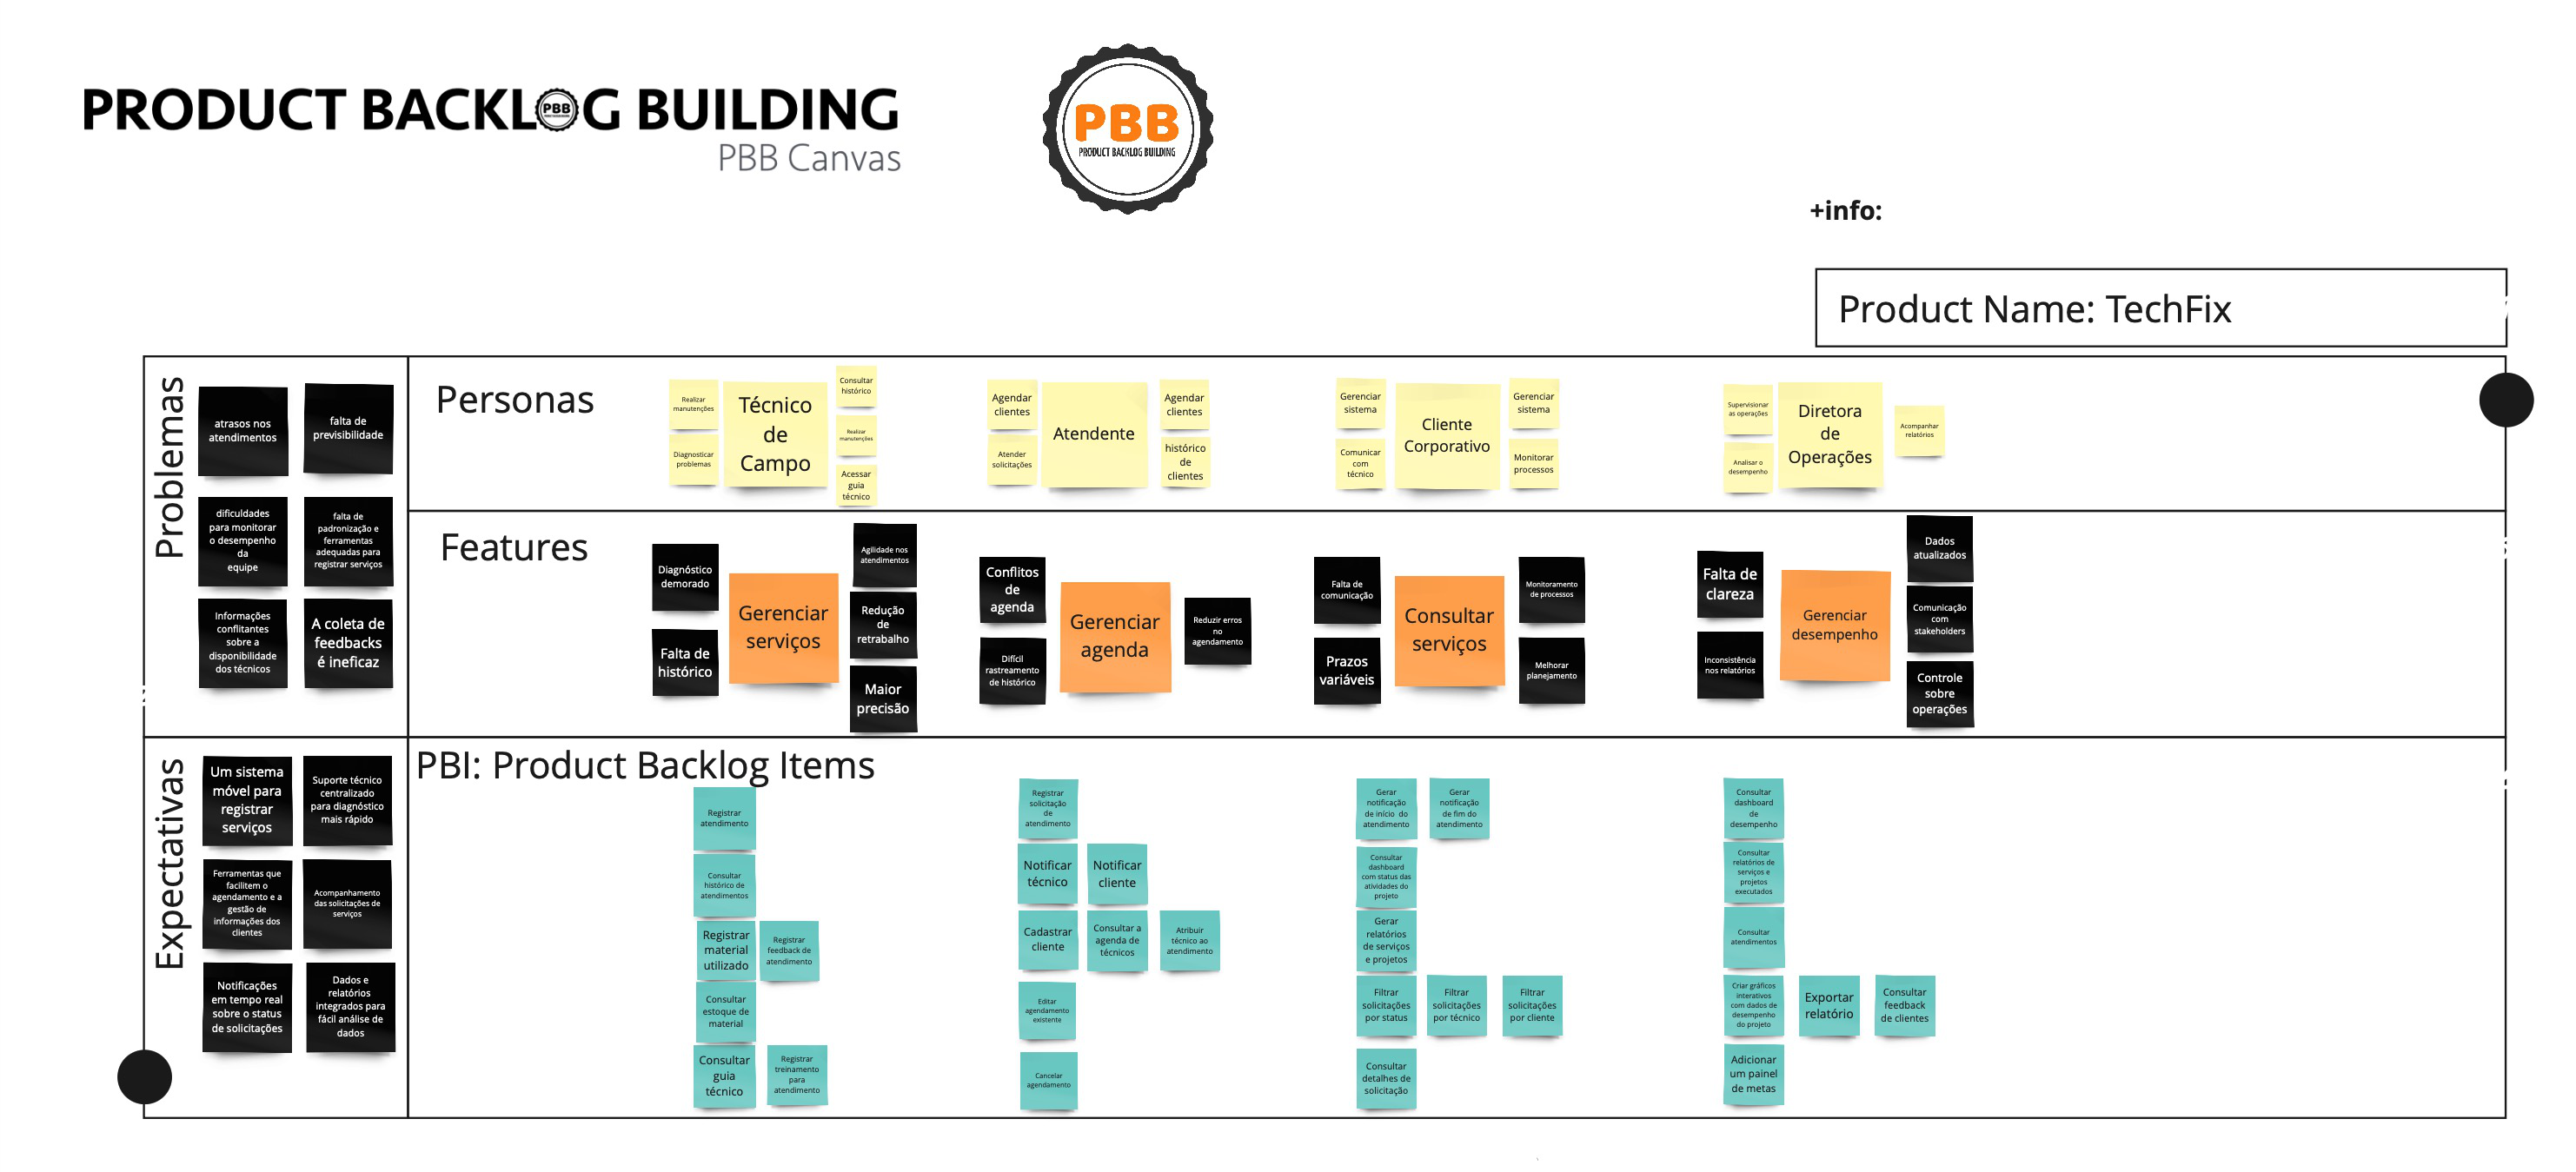 PRODUCT BACKLOG BUILDING
PBB
PBB Canvas
PBB
PRODUCT BACKLOG BUILDING
+info:
Product Name: TechFix
Problemas
atrasos nos
atendimentos
falta de
previsibilidade
dificuldades
para monitorar
o desempenho
da
equipe
falta de
padronização e
ferramentas
adequadas para
registrar serviços
Informações
conflitantes
sobre a
disponibilidade
dos técnicos
A coleta de
feedbacks
é ineficaz
Expectativas
Um sistema
móvel para
registrar
serviços
Suporte técnico
centralizado
para diagnóstico
mais rápido
Ferramentas que
facilitem o
agendamento e a
gestão de
informações dos
clientes
Acompanhamento
das solicitações de
serviços
Notificações
em tempo real
sobre o status
de solicitações
Dados e
relatórios
integrados para
fácil análise de
dados
Personas
Realizar
manutenções
Diagnosticar
problemas
Técnico
de
Campo
Consultar
histórico
Realizar
manutenções
Acessar
guia
técnico
Agendar
clientes
Atender
solicitações
Atendente
Agendar
clientes
histórico
de
clientes
Gerenciar
sistema
Comunicar
com
técnico
Cliente
Corporativo
Gerenciar
sistema
Monitorar
processos
Supervisionar
as operações
Analisar o
desempenho
Diretora
de
Operações
Acompanhar
relatórios
Features
Diagnóstico
demorado
Falta de
histórico
Gerenciar
serviços
Agilidade nos
atendimentos
Redução
de
retrabalho
Maior
precisão
Conflitos
de
agenda
Difícil
rastreamento
de histórico
Gerenciar
agenda
Reduzir erros
no
agendamento
Falta de
comunicação
Prazos
variáveis
Consultar
serviços
Monitoramento
de processos
Melhorar
planejamento
Falta de
clareza
Inconsistência
nos relatórios
Gerenciar
desempenho
Dados
atualizados
Comunicação
com
stakeholders
Controle
sobre
operações
PBI: Product Backlog Items
Registrar
atendimento
Consultar
histórico de
atendimentos
Registrar
material
utilizado
Registrar
feedback de
atendimento
Consultar
estoque de
material
Consultar
guia
técnico
Registrar
treinamento
para
atendimento
Registrar
solicitação
de
atendimento
Notificar
técnico
Notificar
cliente
Cadastrar
cliente
Consultar a
agenda de
técnicos
Atribuir
técnico ao
atendimento
Editar
agendamento
existente
Cancelar
agendamento
Gerar
notificação
de início do
atendimento
Gerar
notificação
de fim do
atendimento
Consultar
dashboard
com status das
atividades do
projeto
Gerar
relatórios
de serviços
e projetos
Filtrar
solicitações
por status
Filtrar
solicitações
por técnico
Filtrar
solicitações
por cliente
Consultar
detalhes de
solicitação
Consultar
dashboard
de
desempenho
Consultar
relatórios de
serviços e
projetos
executados
Consultar
atendimentos
Criar gráficos
interativos
com dados de
desempenho
do projeto
Exportar
relatório
Consultar
feedback
de clientes
Adicionar
um painel
de metas